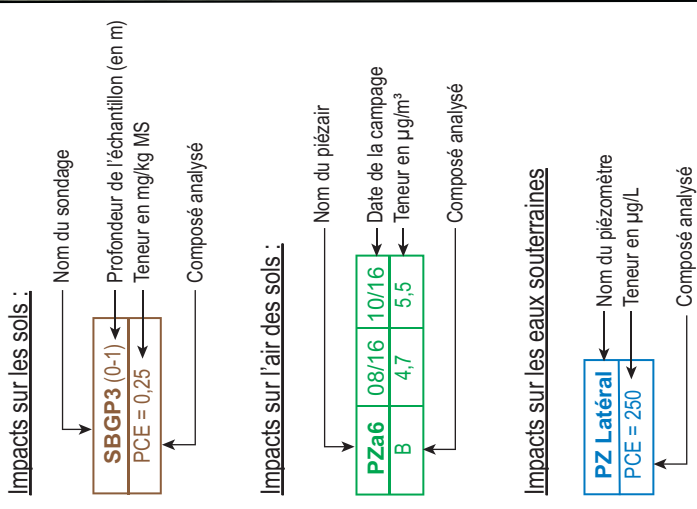 Impacts sur les sols :
Nom du sondage
SBGP3 (0-1)
Profondeur de l'échantillon (en m)
PCE = 0,25
Teneur en mg/kg MS
Composé analysé
Impacts sur l'air des sols :
Nom du piézair
PZa6 08/16 10/16
Date de la campage
B 4,7 5,5
Teneur en µg/m³
Composé analysé
Impacts sur les eaux souterraines
PZ Latéral
Nom du piézomètre
PCE = 250
Teneur en µg/L
Composé analysé